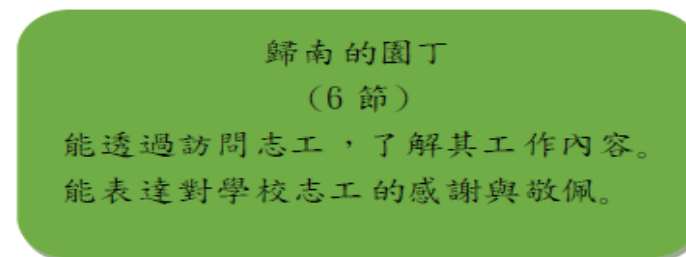 歸南的園丁
（6 節）
能透過訪問志工，了解其工作內容。
能表達對學校志工的感謝與敬佩。